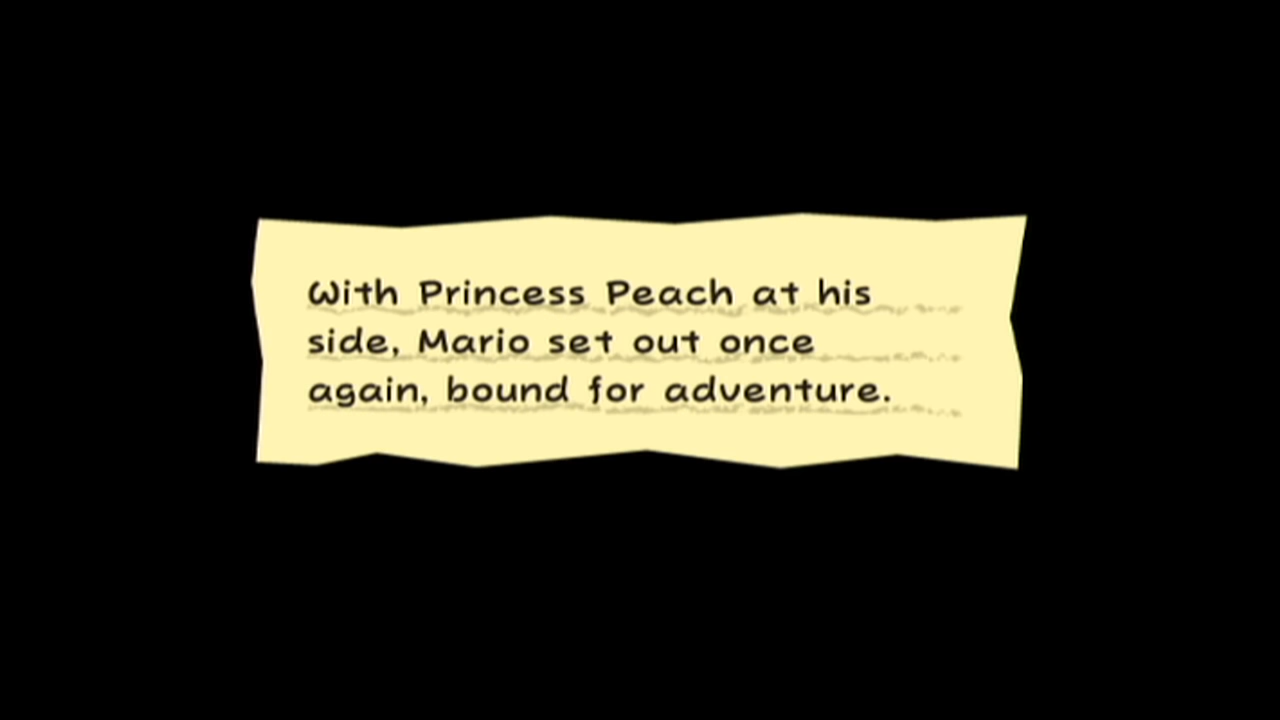 With Princess Peach at his
side, Mario set out once
again, bound for adventure.